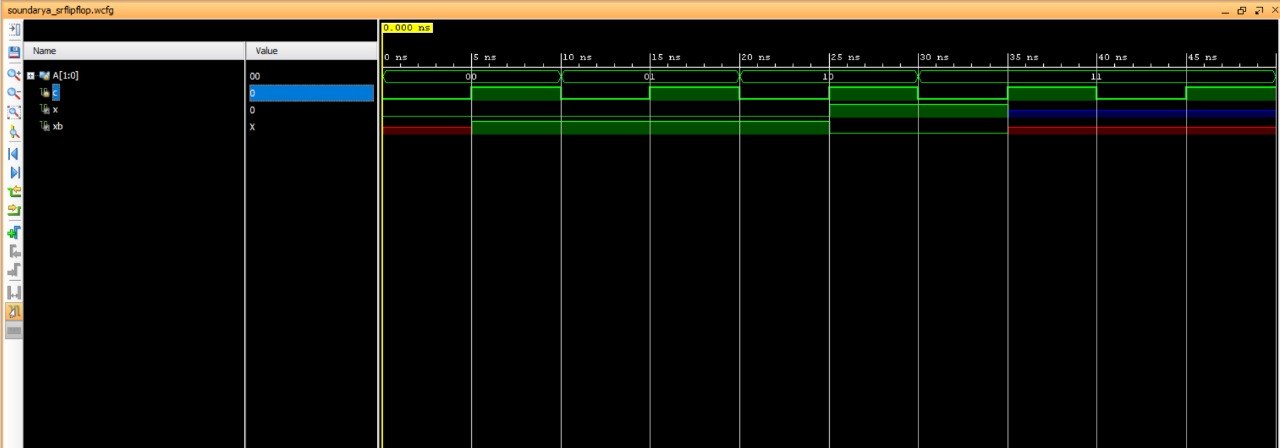 soundarya_srflipflop.wcfg
0.000 ns
Name Value
0 ns 5 ns 10 ns 15 ns 20 ns 25 ns 30 ns 35 ns 40 ns 45 ns
A[1:0] 00 00 01 10 11
c 0
x 0
xb X